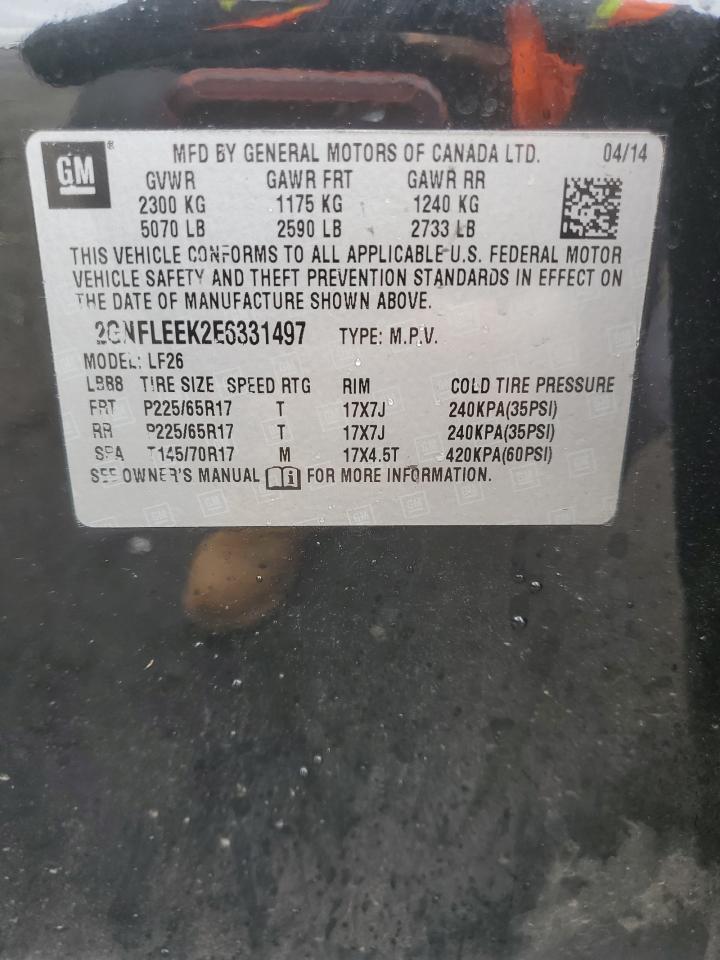 GM ® MFD BY GENERAL MOTORS OF CANADA LTD. 04/14
GVWR GAWR FRT GAWR RR
2300 KG 1175 KG 1240 KG
5070 LB 2590 LB 2733 LB
THIS VEHICLE CONFORMS TO ALL APPLICABLE U.S. FEDERAL MOTOR
VEHICLE SAFETY AND THEFT PREVENTION STANDARDS IN EFFECT ON
THE DATE OF MANUFACTURE SHOWN ABOVE.
2GNFLEEK2E6331497 TYPE: M.P.V.
MODEL: LF26
LBB8 TIRE SIZE SPEED RTG RIM COLD TIRE PRESSURE
FRT P225/65R17 T 17X7J 240KPA(35PSI)
RR P225/65R17 T 17X7J 240KPA(35PSI)
SPA T145/70R17 M 17X4.5T 420KPA(60PSI)
SEE OWNER'S MANUAL FOR MORE INFORMATION.